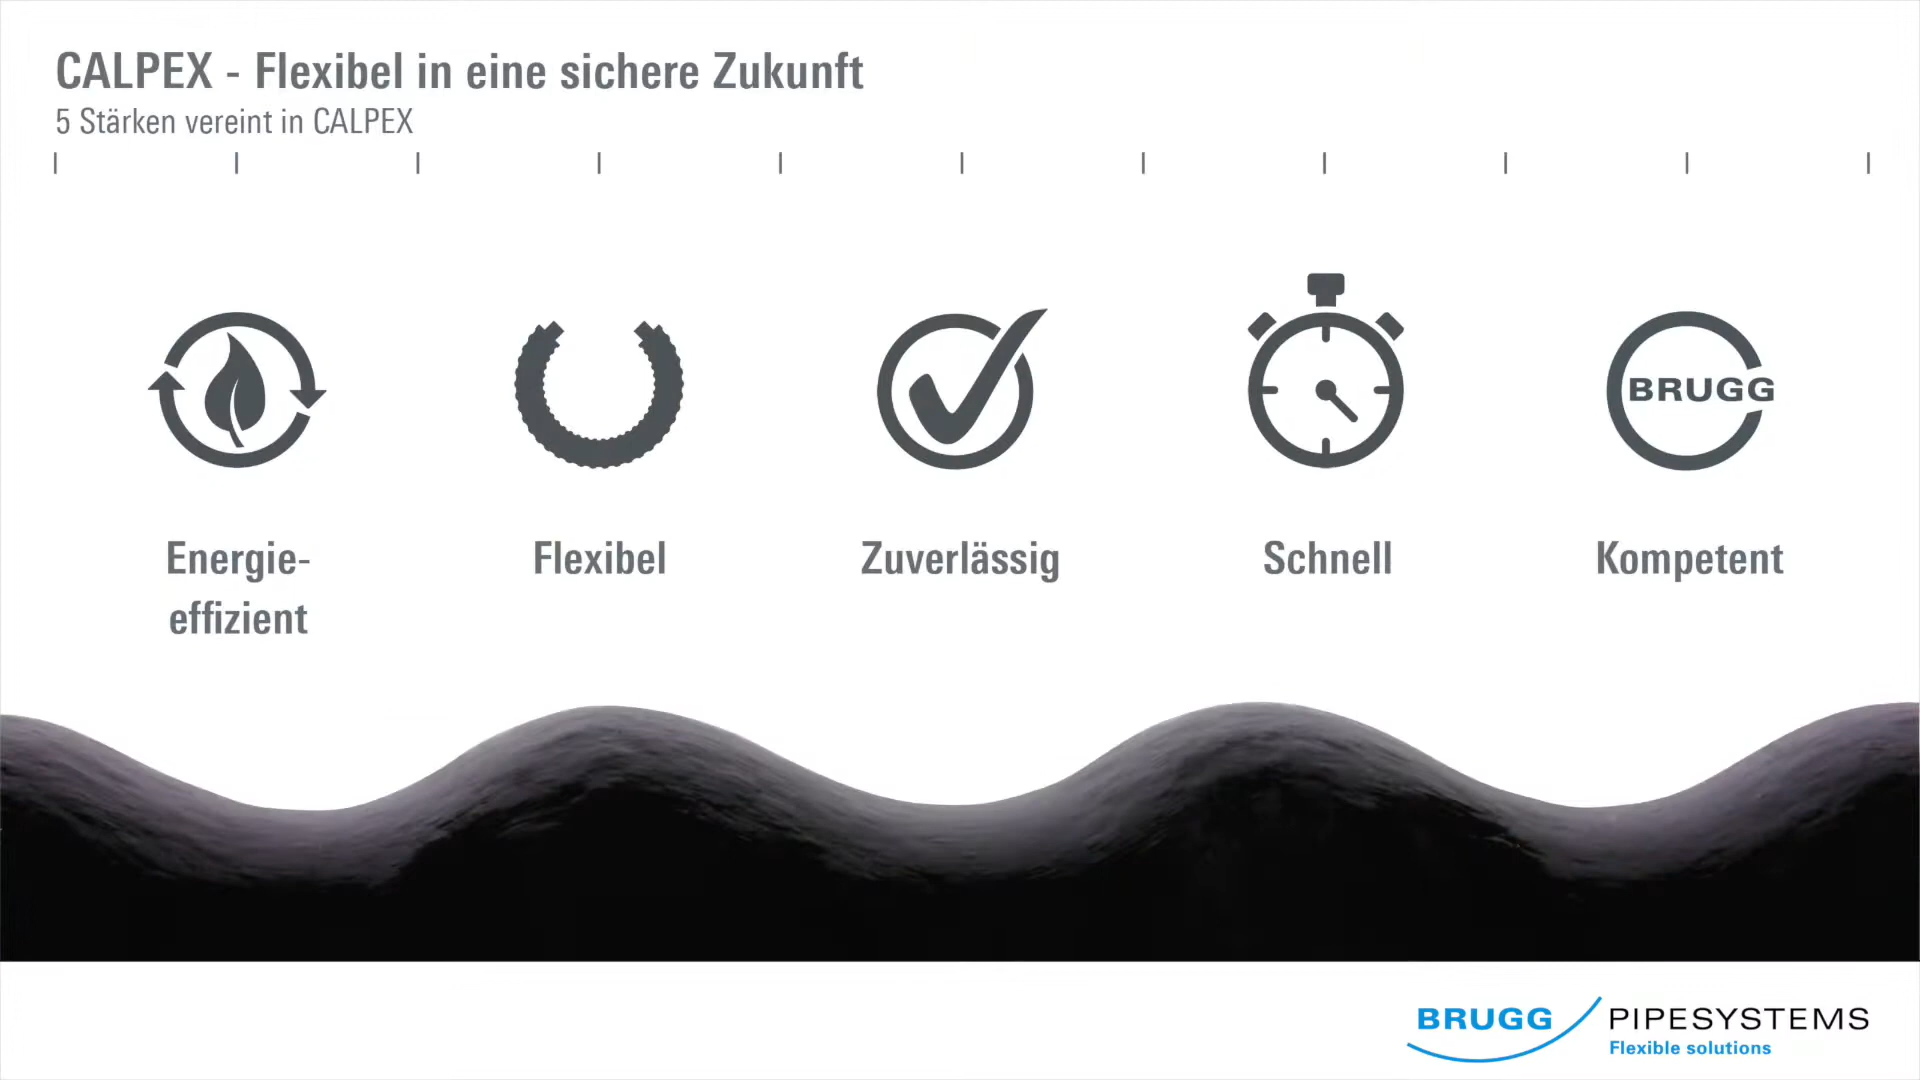 CALPEX - Flexibel in eine sichere Zukunft
5 Stärken vereint in CALPEX
BRUGG
Energie-
effizient
Flexibel
Zuverlässig
Schnell
Kompetent
BRUGG PIPESYSTEMS
Flexible solutions